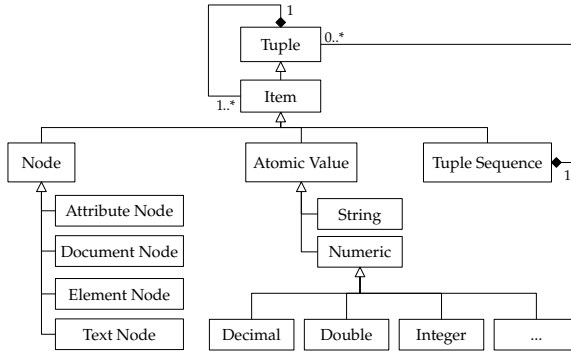 1
Tuple
0..*
1..*
Item
Node
Atomic Value
Tuple Sequence
1
Attribute Node
String
Document Node
Numeric
Element Node
Text Node
Decimal
Double
Integer
...